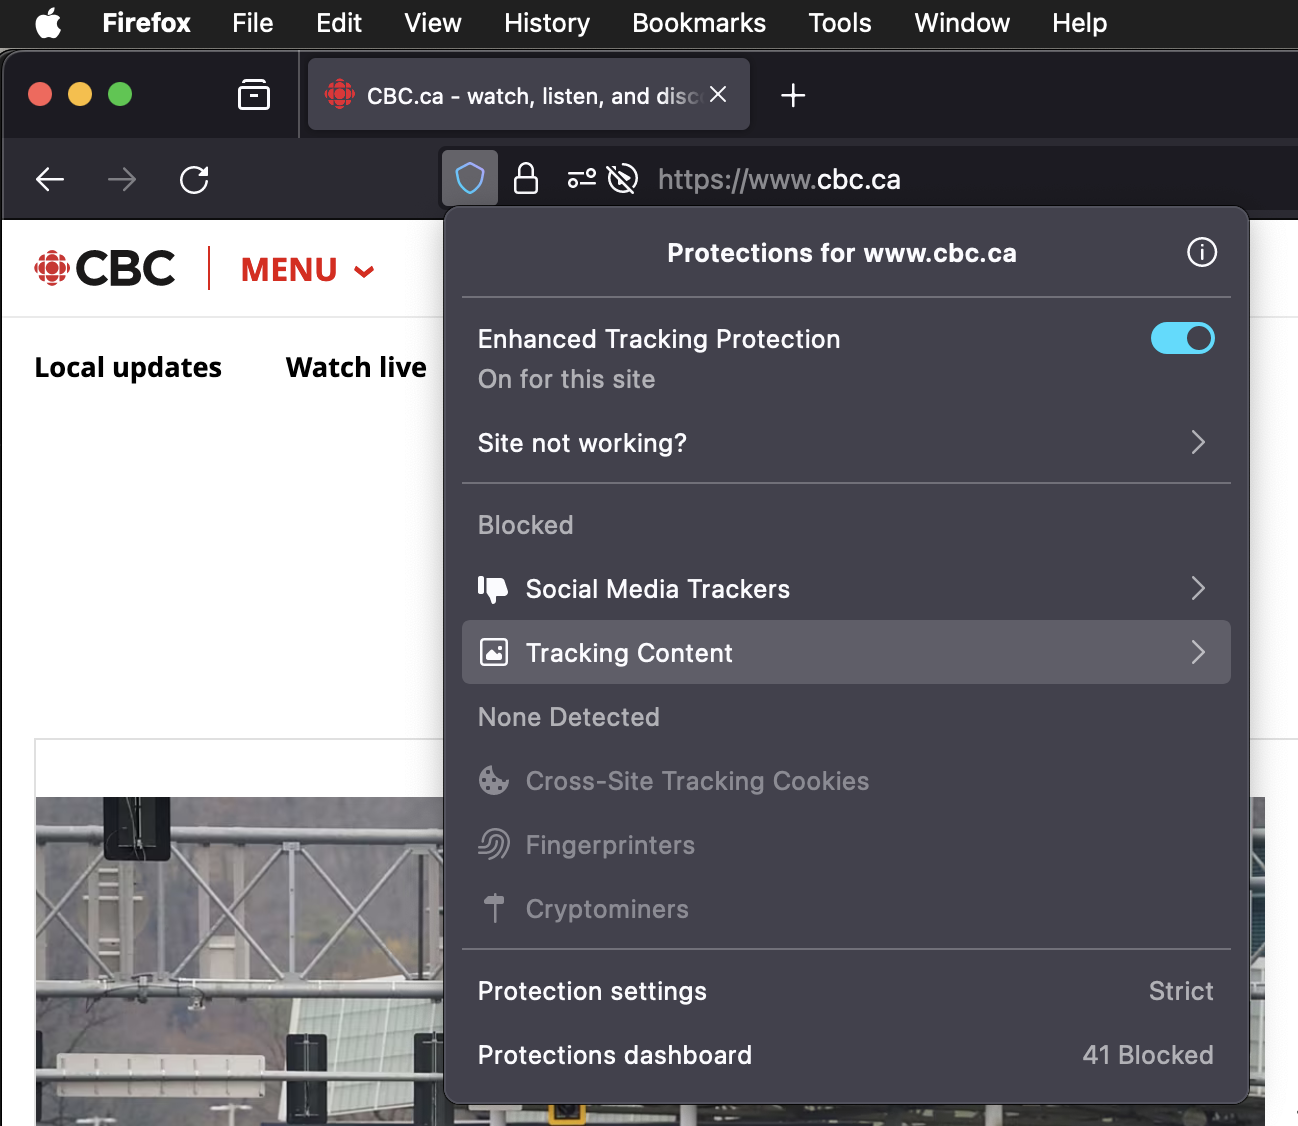 Firefox File Edit View History Bookmarks Tools Window Help
CBC.ca - watch, listen, and disc
https://www.cbc.ca
CBC MENU
Local updates Watch live
Protections for www.cbc.ca
Enhanced Tracking Protection
On for this site
Site not working?
Blocked
Social Media Trackers
Tracking Content
None Detected
Cross-Site Tracking Cookies
Fingerprinters
Cryptominers
Protection settings Strict
Protections dashboard 41 Blocked